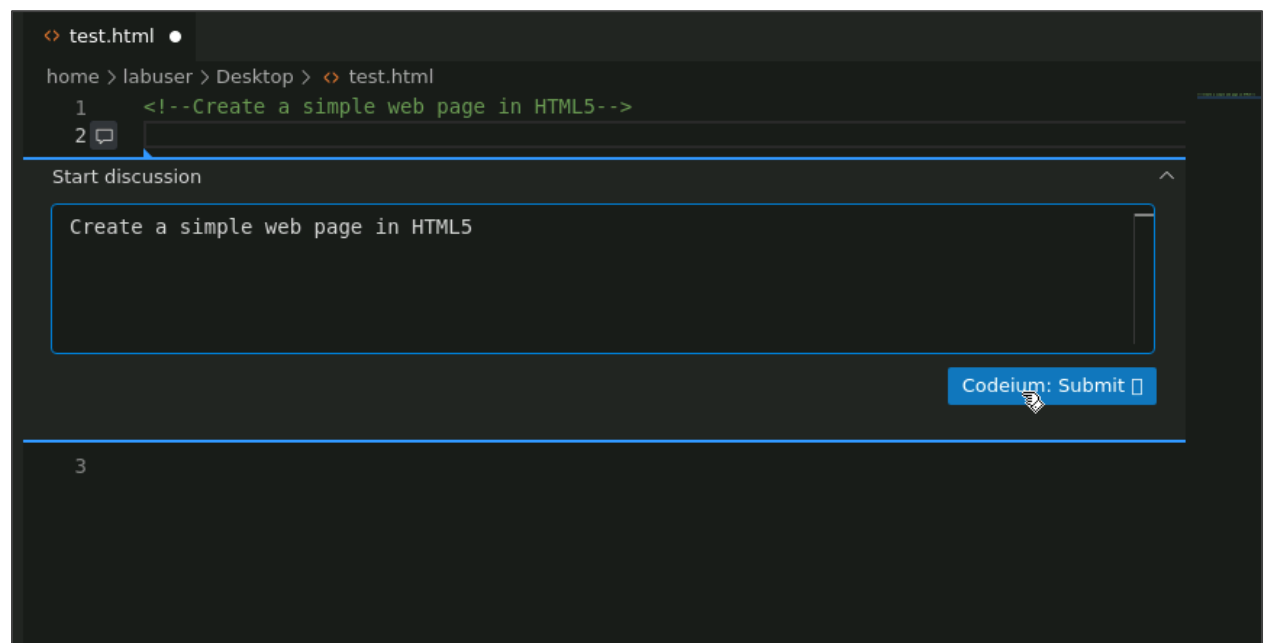 <> test.html ●
home > labuser > Desktop > <> test.html
1 <!--Create a simple web page in HTML5-->
2
Start discussion
Create a simple web page in HTML5
Codeium: Submit
3